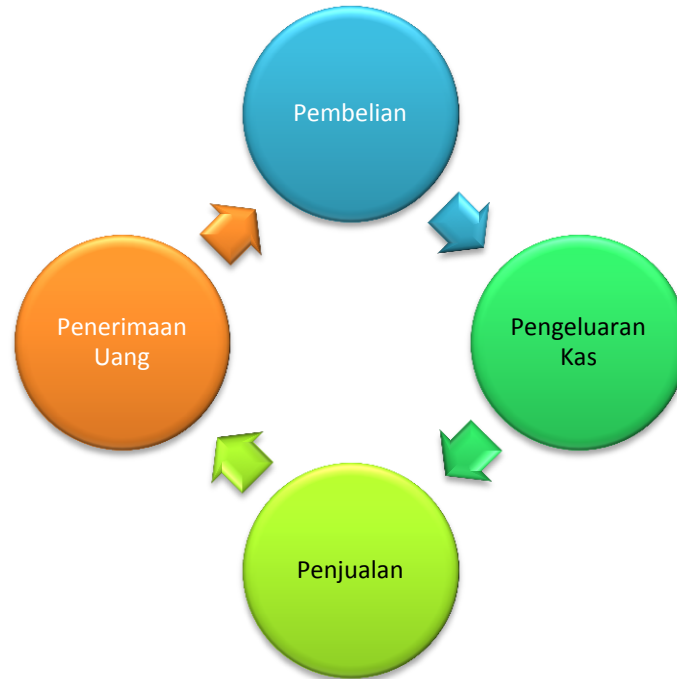 Pembelian
Pengeluaran
Kas
Penjualan
Penerimaan
Uang